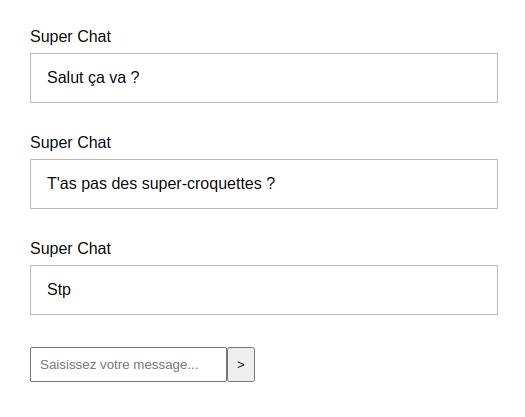 Super Chat
Salut ça va ?
Super Chat
T'as pas des super-croquettes ?
Super Chat
Stp
Saisissez votre message...
>